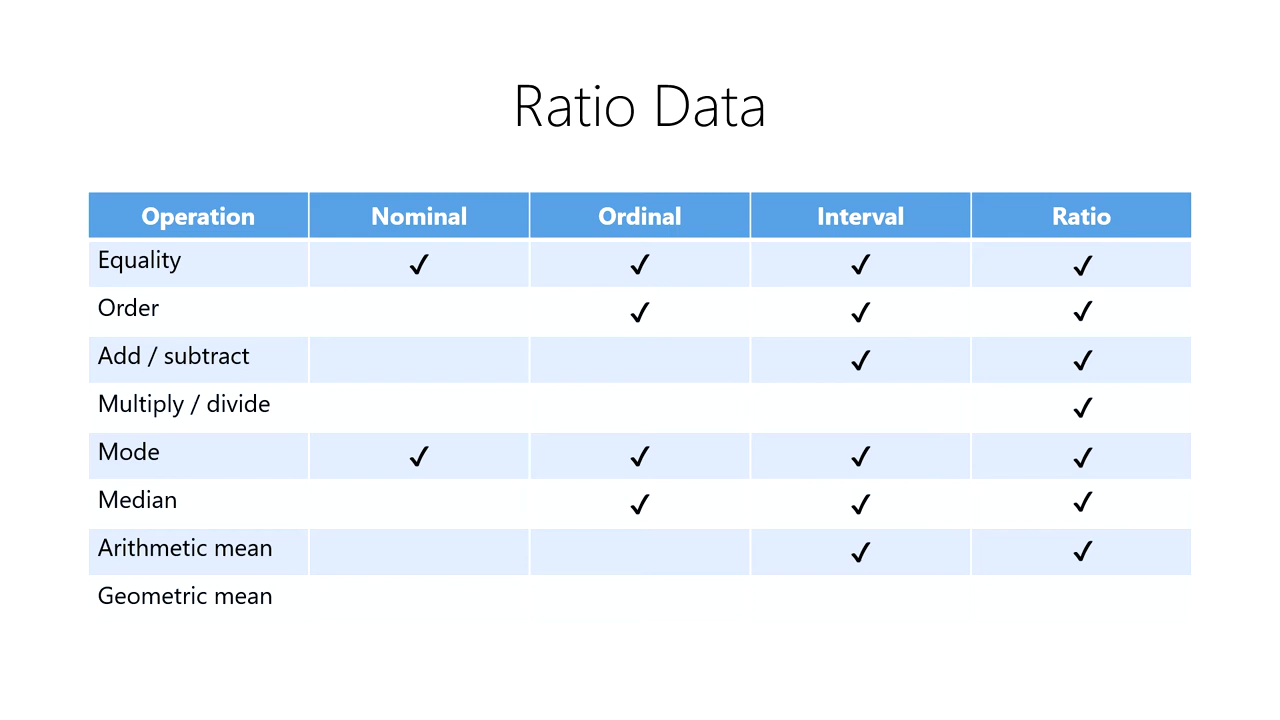 Ratio Data
Operation Nominal Ordinal Interval Ratio
Equality ✓ ✓ ✓ ✓
Order ✓ ✓ ✓
Add / subtract ✓ ✓
Multiply / divide ✓
Mode ✓ ✓ ✓ ✓
Median ✓ ✓ ✓
Arithmetic mean ✓ ✓
Geometric mean